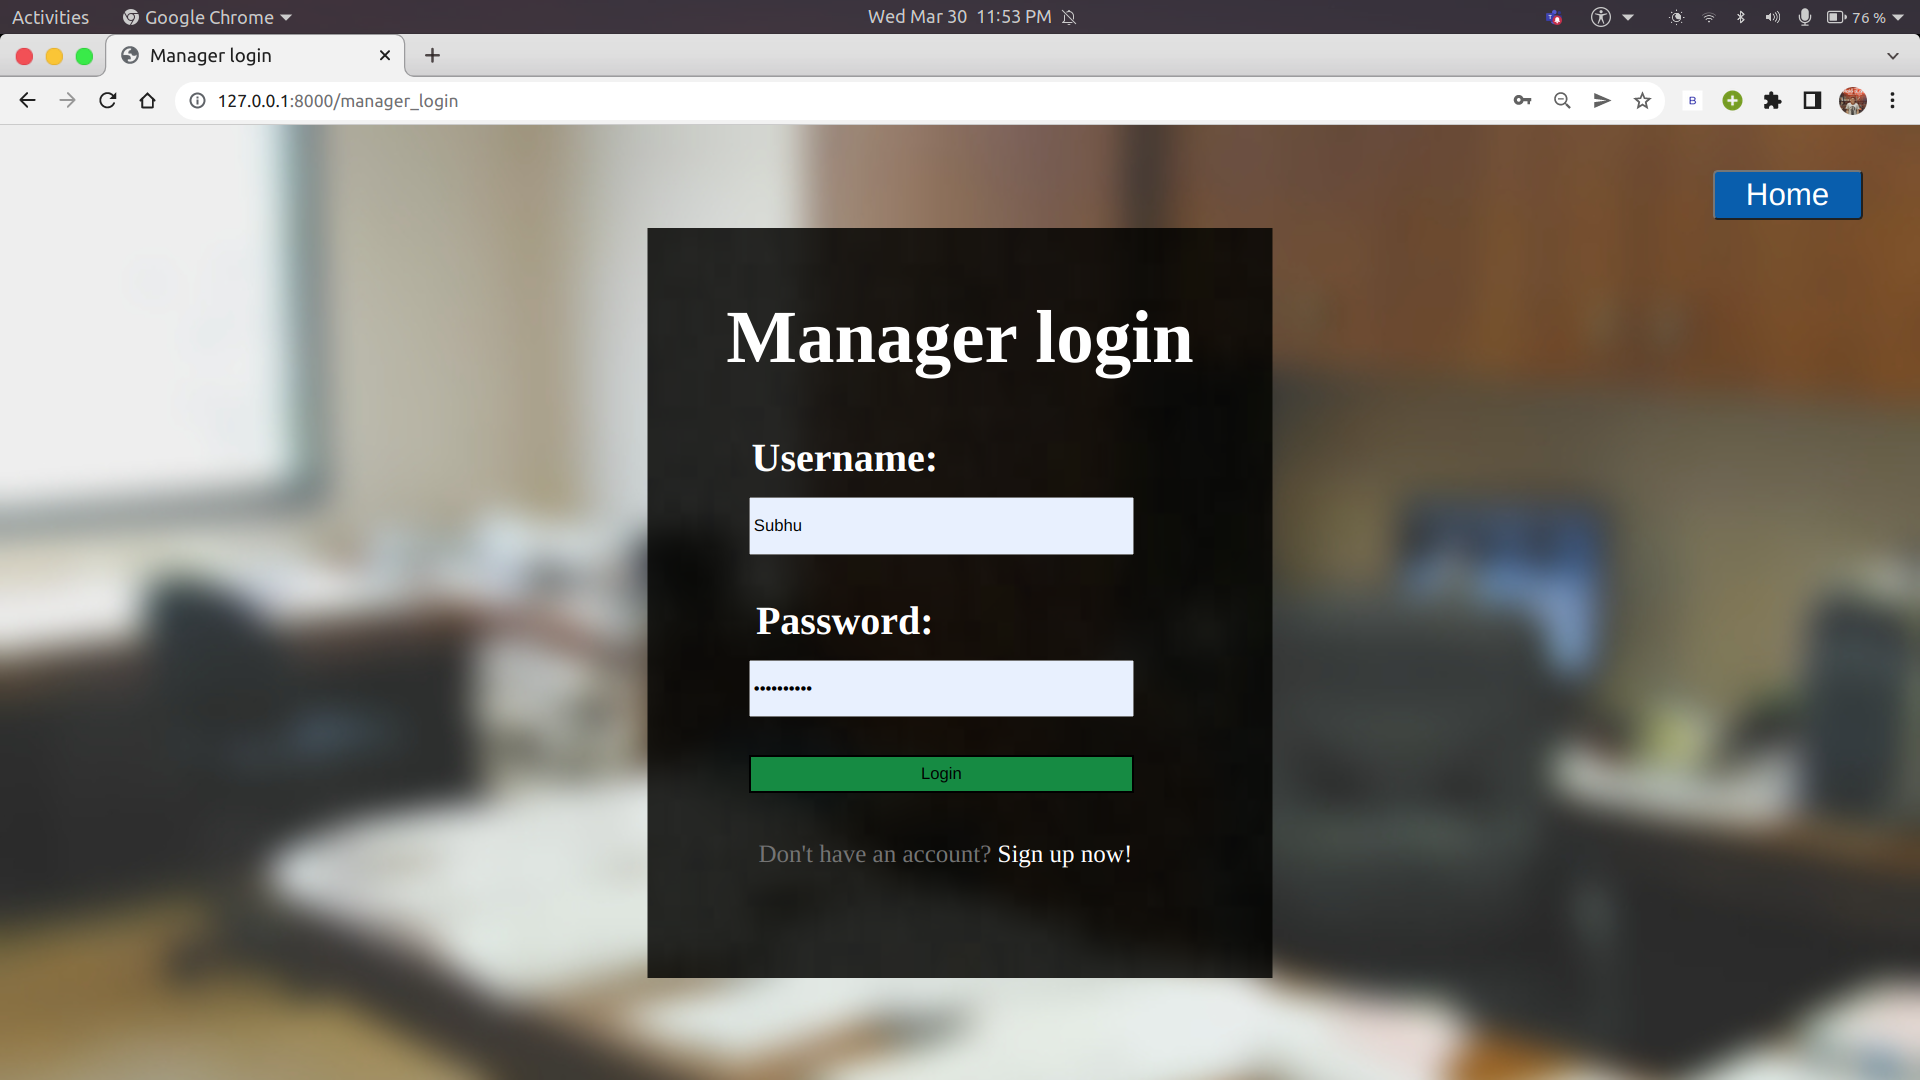 Activities Google Chrome Wed Mar 30 11:53 PM 76 %
Manager login
127.0.0.1:8000/manager_login B
Home
Manager login
Username:
Subhu
Password:
••••••••••
Login
Don't have an account? Sign up now!